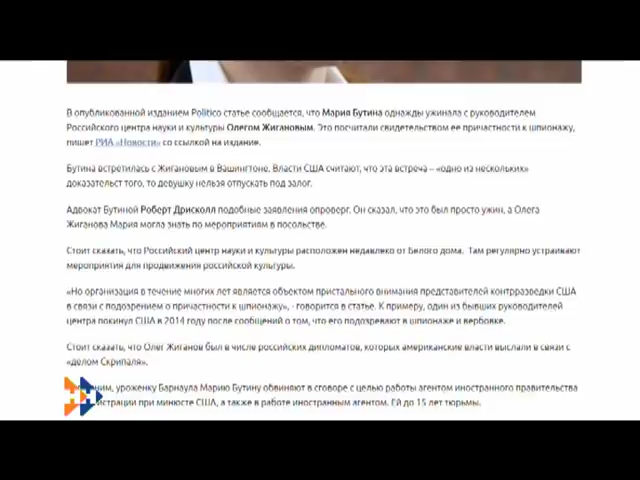 В опубликованной изданием Politico статье сообщается, что Мария Бутина однажды ужинала с руководителем
Российского центра науки и культуры Олегом Жигановым. Это посчитали свидетельством ее причастности к шпионажу,
пишет РИА «Новости» со ссылкой на издание.
Бутина встретилась с Жигановым в Вашингтоне. Власти США считают, что эта встреча – «одно из нескольких»
доказательст того, то девушку нельзя отпускать под залог.
Адвокат Бутиной Роберт Дрисколл подобные заявления опроверг. Он сказал, что это был просто ужин, а Олега
Жиганова Мария могла знать по мероприятиям в посольстве.
Стоит сказать, что Российский центр науки и культуры расположен недалеко от Белого дома. Там регулярно устраивают
мероприятия для продвижения российской культуры.
«Но организация в течение многих лет является объектом пристального внимания представителей контрразведки США
в связи с подозрением о причастности к шпионажу», - говорится в статье. К примеру, один из бывших руководителей
центра покинул США в 2014 году после сообщений о том, что его подозревают в шпионаже и вербовке.
Стоит сказать, что Олег Жиганов был в числе российских дипломатов, которых американские власти выслали в связи с
«делом Скрипаля».
ним, уроженку Барнаула Марию Бутину обвиняют в сговоре с целью работы агентом иностранного правительства
истрации при минюсте США, а также в работе иностранным агентом. Ей до 15 лет тюрьмы.